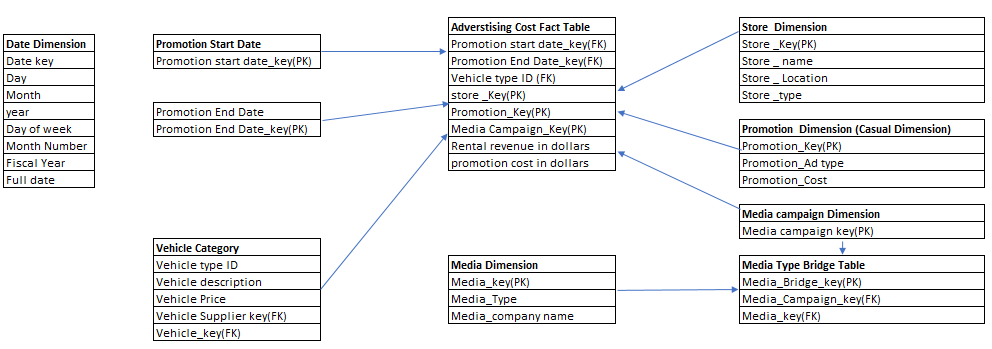 Date Dimension
Date key
Day
Month
year
Day of week
Month Number
Fiscal Year
Full date
Promotion Start Date
Promotion start date_key(PK)
Promotion End Date
Promotion End Date_key(PK)
Vehicle Category
Vehicle type ID
Vehicle description
Vehicle Price
Vehicle Supplier key(FK)
Vehicle_key(FK)
Adverstising Cost Fact Table
Promotion start date_key(FK)
Promotion End Date_key(FK)
Vehicle type ID (FK)
store _Key(PK)
Promotion_Key(PK)
Media Campaign_Key(PK)
Rental revenue in dollars
promotion cost in dollars
Media Dimension
Media_key(PK)
Media_Type
Media_company name
Store  Dimension
Store _Key(PK)
Store _ name
Store _ Location
Store _type
Promotion  Dimension (Casual Dimension)
Promotion_Key(PK)
Promotion_Ad type
Promotion_Cost
Media campaign Dimension
Media campaign key(PK)
Media Type Bridge Table
Media_Bridge_key(PK)
Media_Campaign_key(FK)
Media_key(FK)